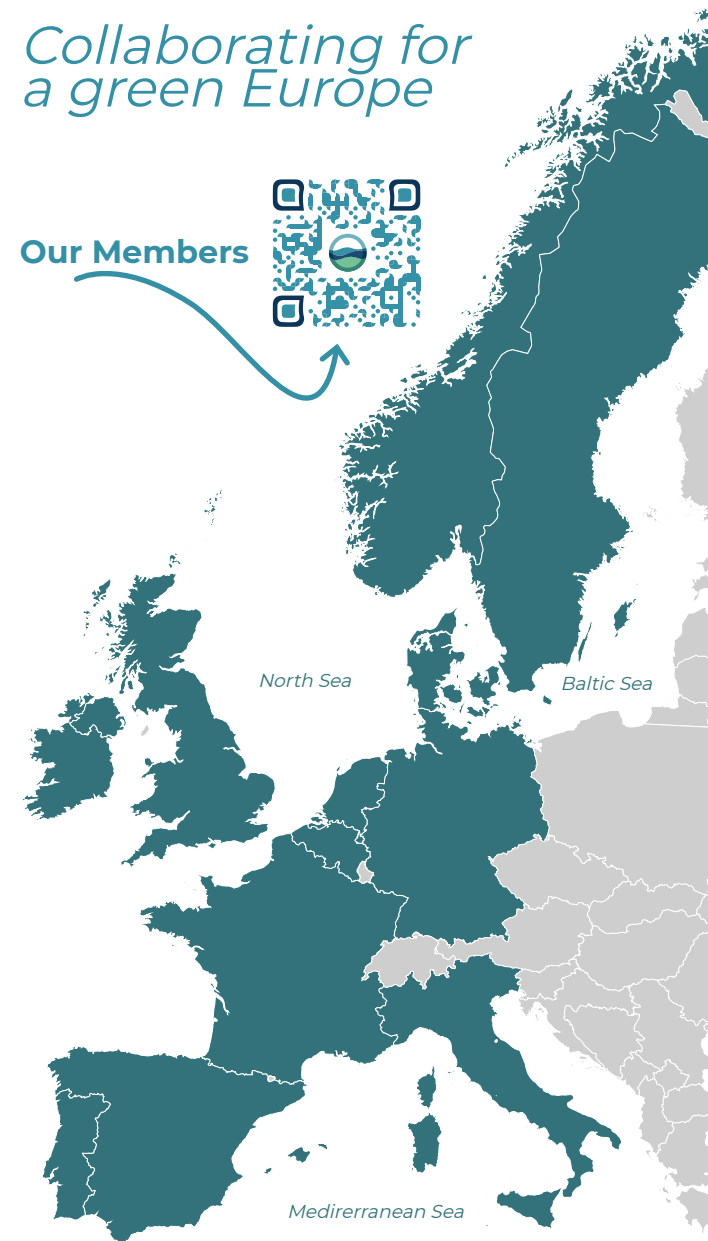 Collaborating for
a green Europe
Our Members
North Sea
Baltic Sea
Medirerranean Sea